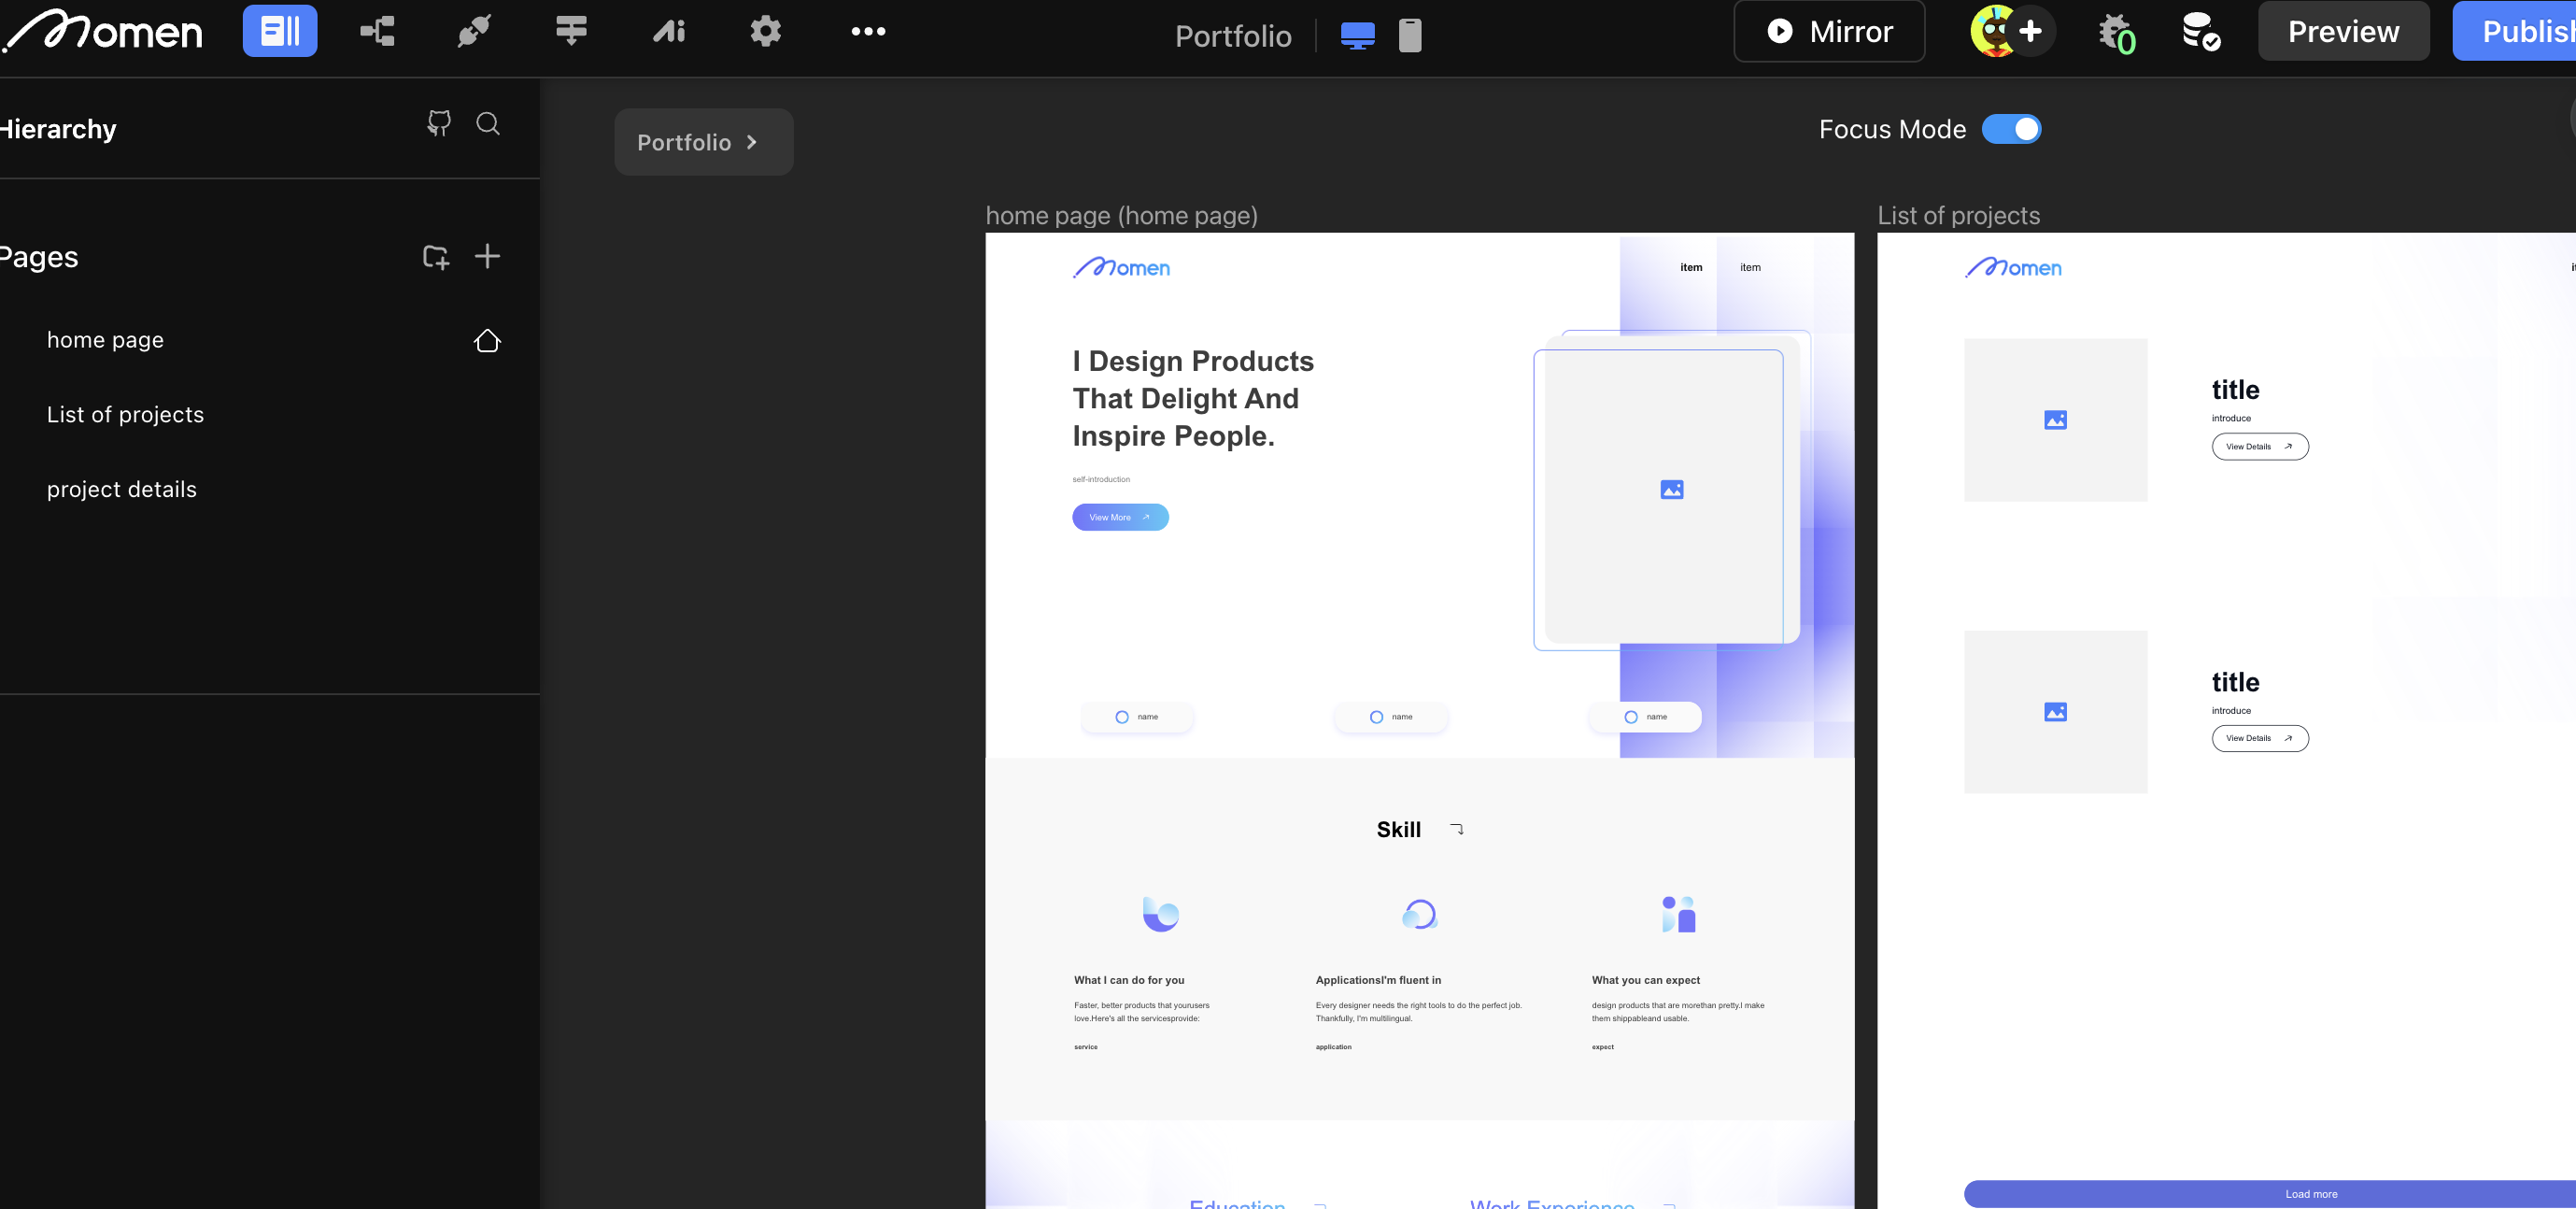 Momen
Ai
Portfolio
Mirror
0
Preview
Publish
Hierarchy
Portfolio
Focus Mode
Pages
home page
List of projects
project details
home page (home page)
Momen
item
item
I Design Products
That Delight And
Inspire People.
self-introduction
View More
name
name
name
Skill
What I can do for you
Faster, better products that yourusers
love.Here's all the servicesprovide:
service
ApplicationsI'm fluent in
Every designer needs the right tools to do the perfect job.
Thankfully, I'm multilingual.
application
What you can expect
design products that are morethan pretty.I make
them shippableand usable.
expect
Education
Work Experience
List of projects
Momen
title
introduce
View Details
title
introduce
View Details
Load more